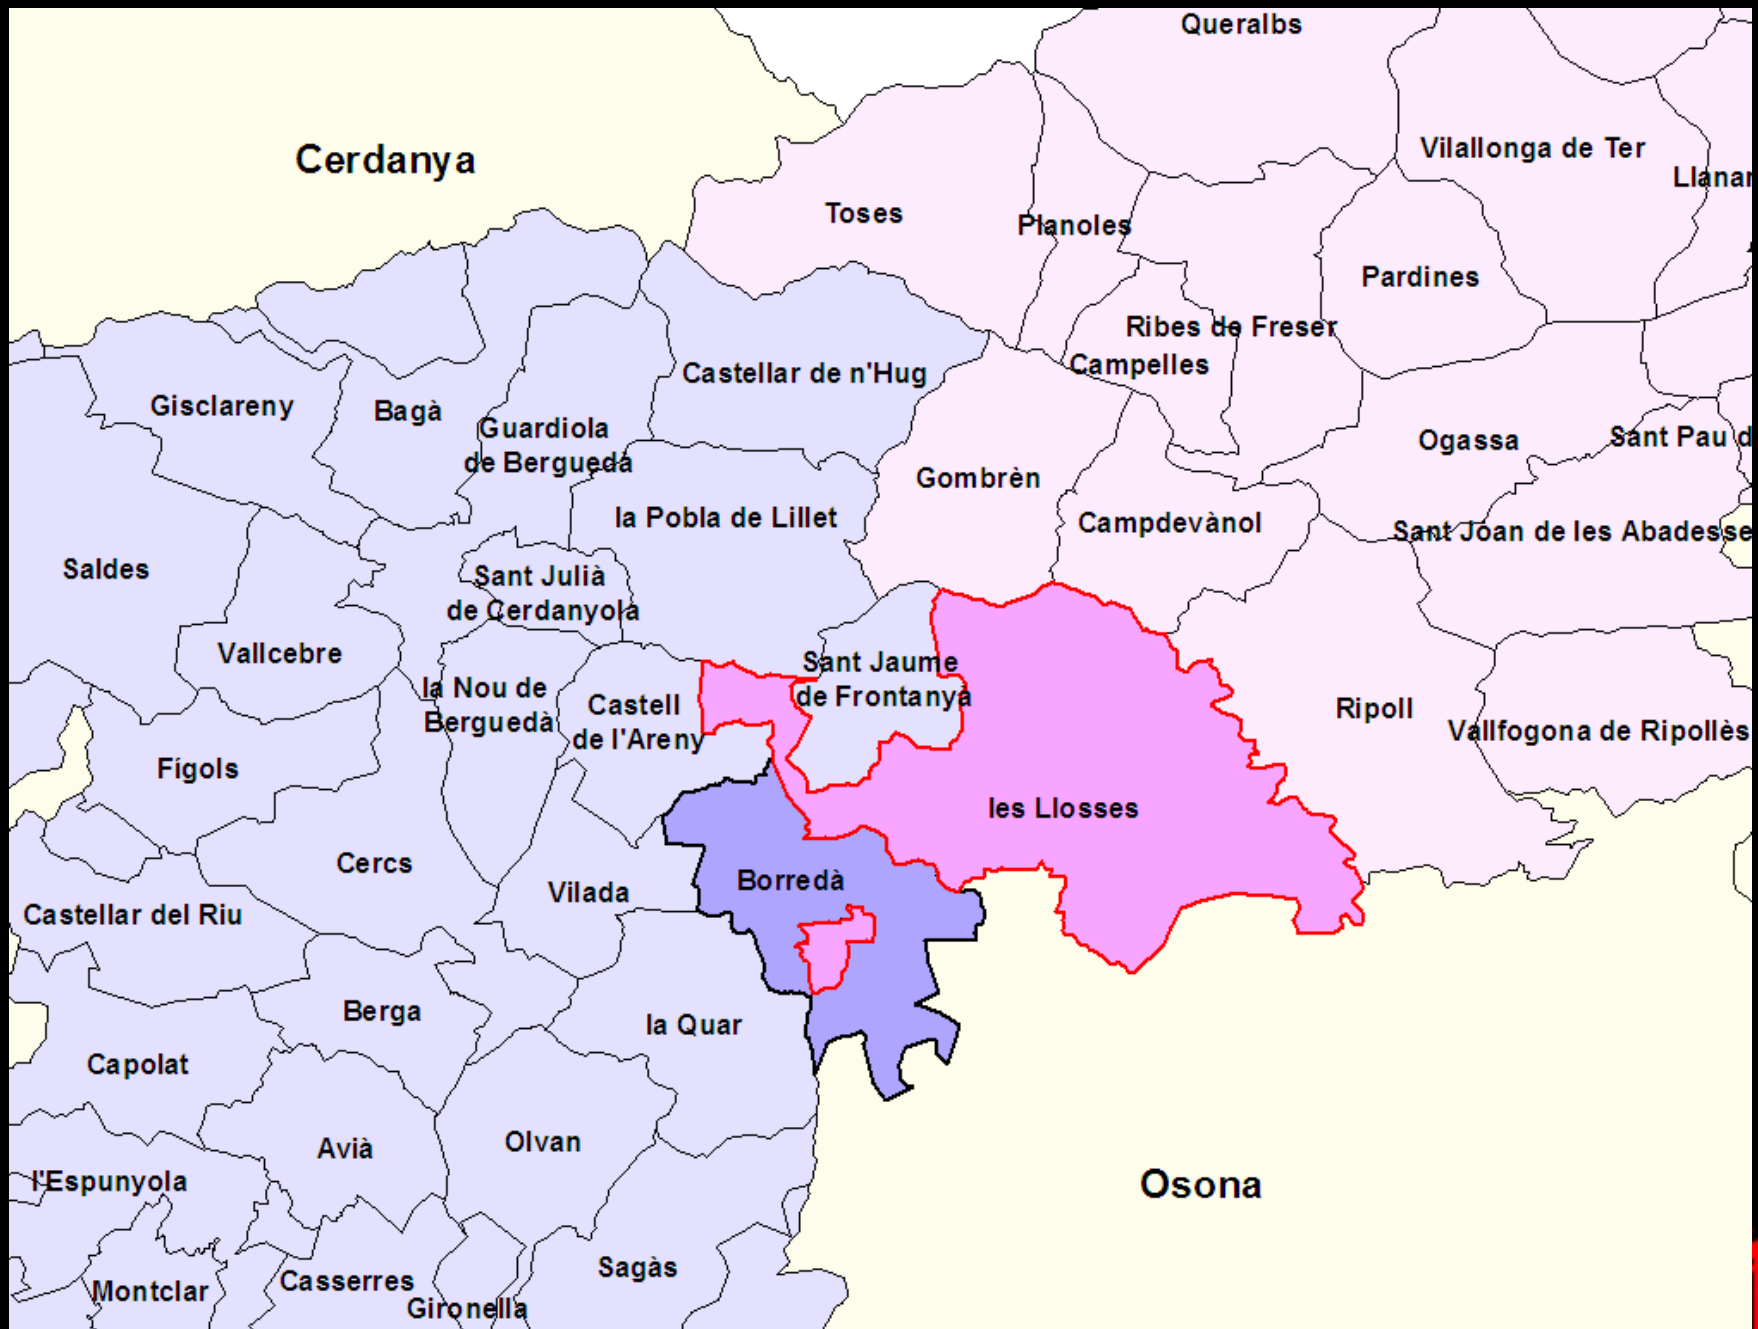 Queralbs
Cerdanya
Vilallonga de Ter
Llanar
Toses
Planoles
Pardines
Ribes de Freser
Campelles
Castellar de n'Hug
Gisclareny
Bagà
Guardiola
de Berguedà
Ogassa
Sant Pau d
Gombrèn
la Pobla de Lillet
Campdevànol
Sant Joan de les Abadesse
Saldes
Sant Julià
de Cerdanyola
Vallcebre
Sant Jaume
de Frontanyà
la Nou de
Berguedà
Castell
de l'Areny
Ripoll
Vallfogona de Ripollès
Fígols
les Llosses
Cercs
Vilada
Borredà
Castellar del Riu
Berga
la Quar
Capolat
Avià
Olvan
l'Espunyola
Osona
Sagàs
Montclar
Casserres
Gironella